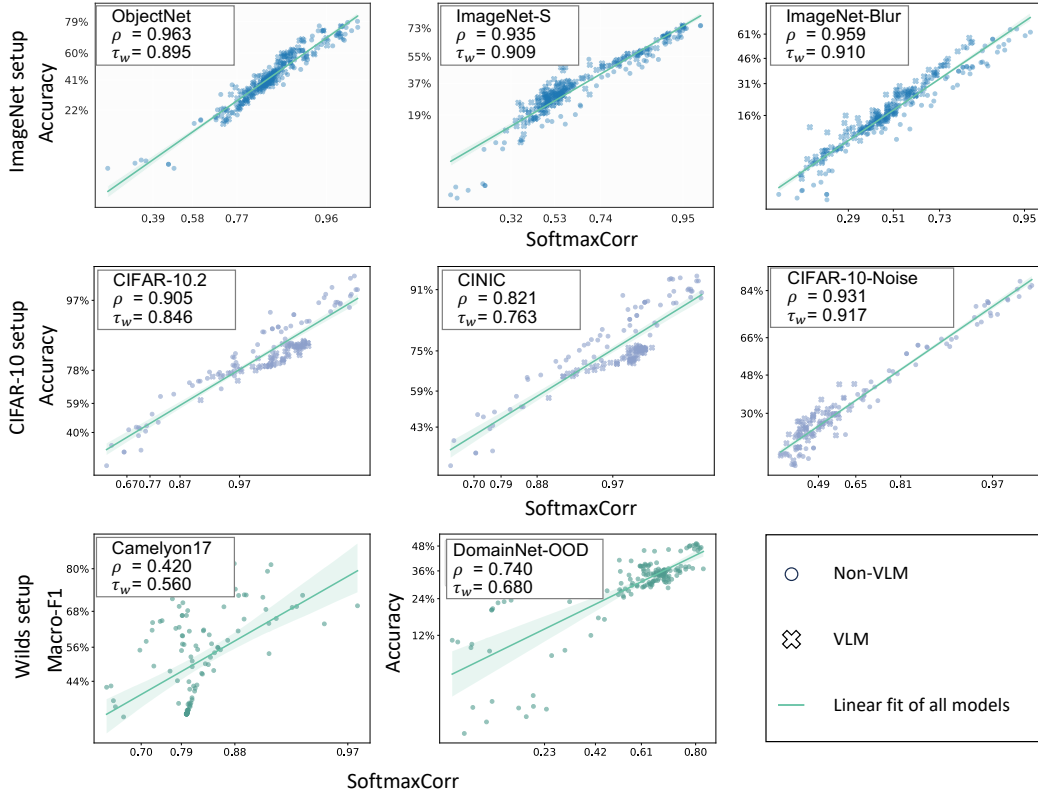 ImageNet setup
Accuracy
ObjectNet
ρ = 0.963
τw = 0.895
79%
60%
41%
22%
0.39 0.58 0.77 0.96
ImageNet-S
ρ = 0.935
τw = 0.909
73%
55%
37%
19%
0.32 0.53 0.74 0.95
ImageNet-Blur
ρ = 0.959
τw = 0.910
61%
46%
31%
16%
0.29 0.51 0.73 0.95
SoftmaxCorr
CIFAR-10 setup
Accuracy
CIFAR-10.2
ρ = 0.905
τw = 0.846
97%
78%
59%
40%
0.67 0.77 0.87 0.97
CINIC
ρ = 0.821
τw = 0.763
91%
75%
59%
43%
0.70 0.79 0.88 0.97
CIFAR-10-Noise
ρ = 0.931
τw = 0.917
84%
66%
48%
30%
0.49 0.65 0.81 0.97
SoftmaxCorr
Wilds setup
Macro-F1
Camelyon17
ρ = 0.420
τw = 0.560
80%
68%
56%
44%
0.70 0.79 0.88 0.97
Accuracy
DomainNet-OOD
ρ = 0.740
τw = 0.680
48%
36%
24%
12%
0.23 0.42 0.61 0.80
SoftmaxCorr
Non-VLM
VLM
Linear fit of all models